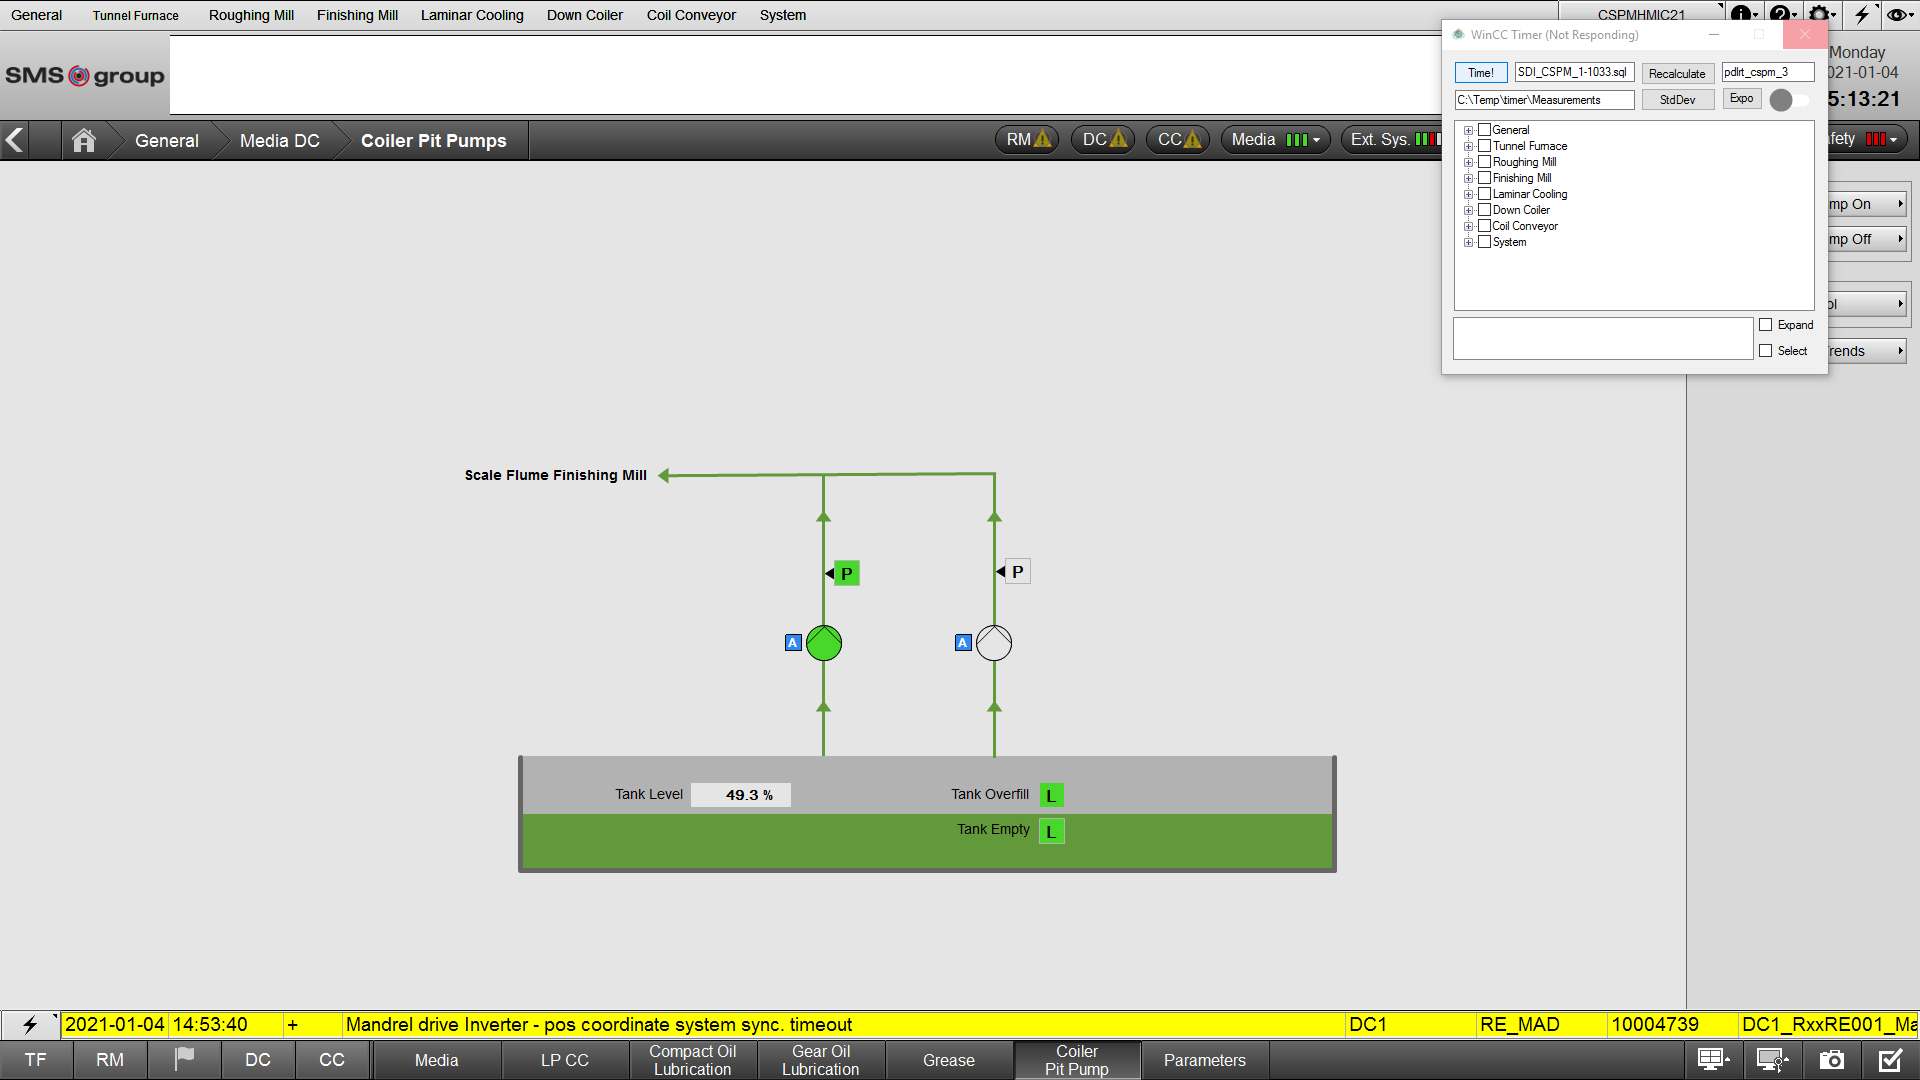 General Tunnel Furnace Roughing Mill Finishing Mill Laminar Cooling Down Coiler Coil Conveyor System CSPMHMIC21
WinCC Timer (Not Responding)
SMS group
Monday
021-01-04
5:13:21
Time! SDI_CSPM_1-1033.sql Recalculate pdlrt_cspm_3
C:\Temp\timer\Measurements StdDev Expo
General Media DC Coiler Pit Pumps RM DC CC Media Ext. Sys. afety
General
Tunnel Furnace
Roughing Mill
Finishing Mill
Laminar Cooling
Down Coiler
Coil Conveyor
System
mp On
mp Off
ol
Expand
Select
rends
Scale Flume Finishing Mill
P P
A A
Tank Level 49.3 % Tank Overfill L
Tank Empty L
2021-01-04 14:53:40 + Mandrel drive Inverter - pos coordinate system sync. timeout DC1 RE_MAD 10004739 DC1_RxxRE001_Ma
TF RM DC CC Media LP CC Compact Oil Lubrication Gear Oil Lubrication Grease Coiler Pit Pump Parameters